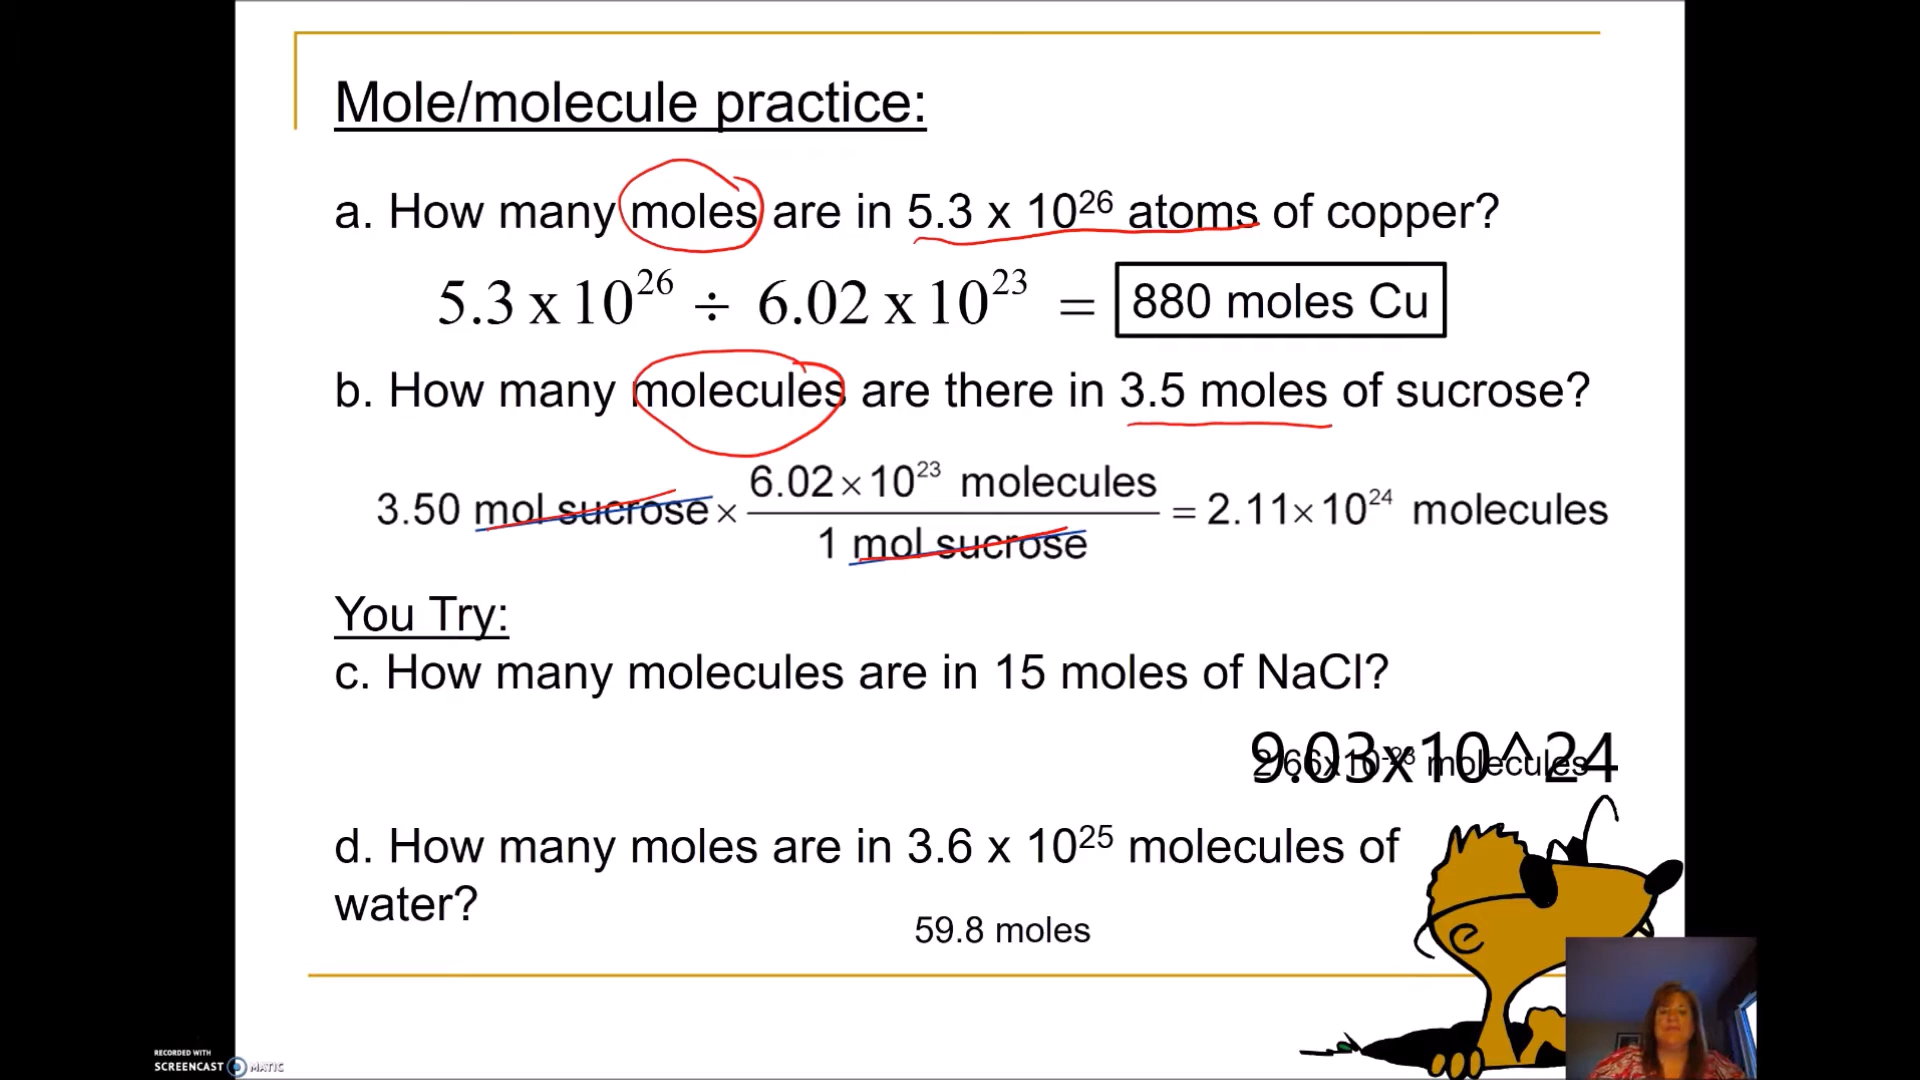 Mole/molecule practice:
a. How many moles are in 5.3 x 10²⁶ atoms of copper?
5.3 x 10²⁶ ÷ 6.02 x 10²³ = 880 moles Cu
b. How many molecules are there in 3.5 moles of sucrose?
3.50 mol sucrose × 6.02×10²³ molecules / 1 mol sucrose = 2.11×10²⁴ molecules
You Try:
c. How many molecules are in 15 moles of NaCl?
9.03x10^24
molecules
d. How many moles are in 3.6 x 10²⁵ molecules of
water?
59.8 moles
RECORDED WITH
SCREENCAST MATIC